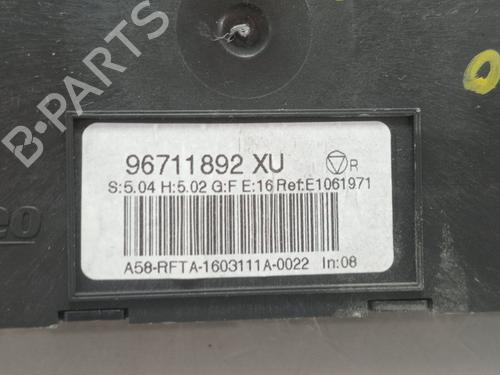 B-PARTS
96711892 XU R
S:5.04 H:5.02 G:F E:16 Ref:E1061971
A58-RFTA-1603111A-0022 In:08